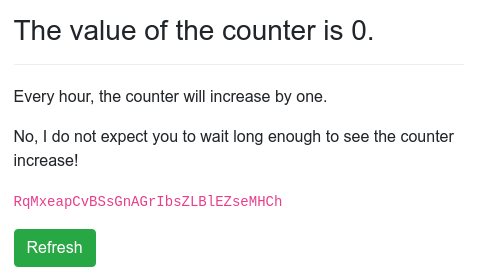 The value of the counter is 0.
Every hour, the counter will increase by one.
No, I do not expect you to wait long enough to see the counter
increase!
RqMxeapCvBSsGnAGrIbsZLBlEZseMHCh
Refresh